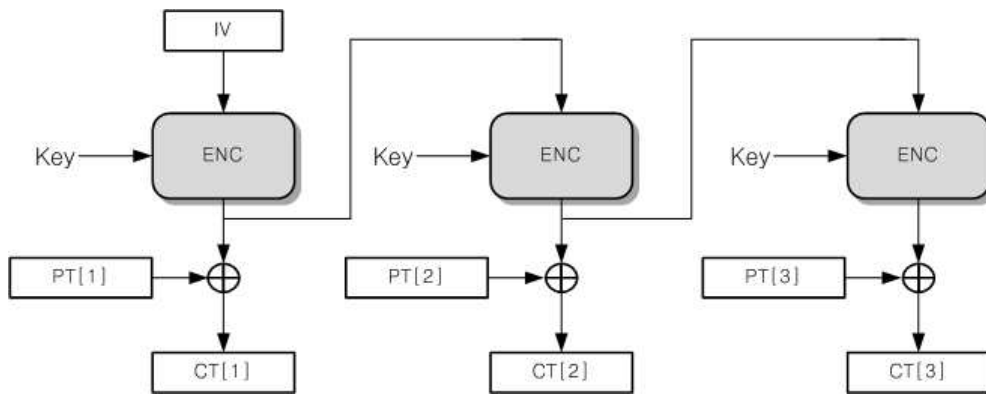 IV
Key
ENC
Key
ENC
Key
ENC
PT[1]
PT[2]
PT[3]
CT[1]
CT[2]
CT[3]